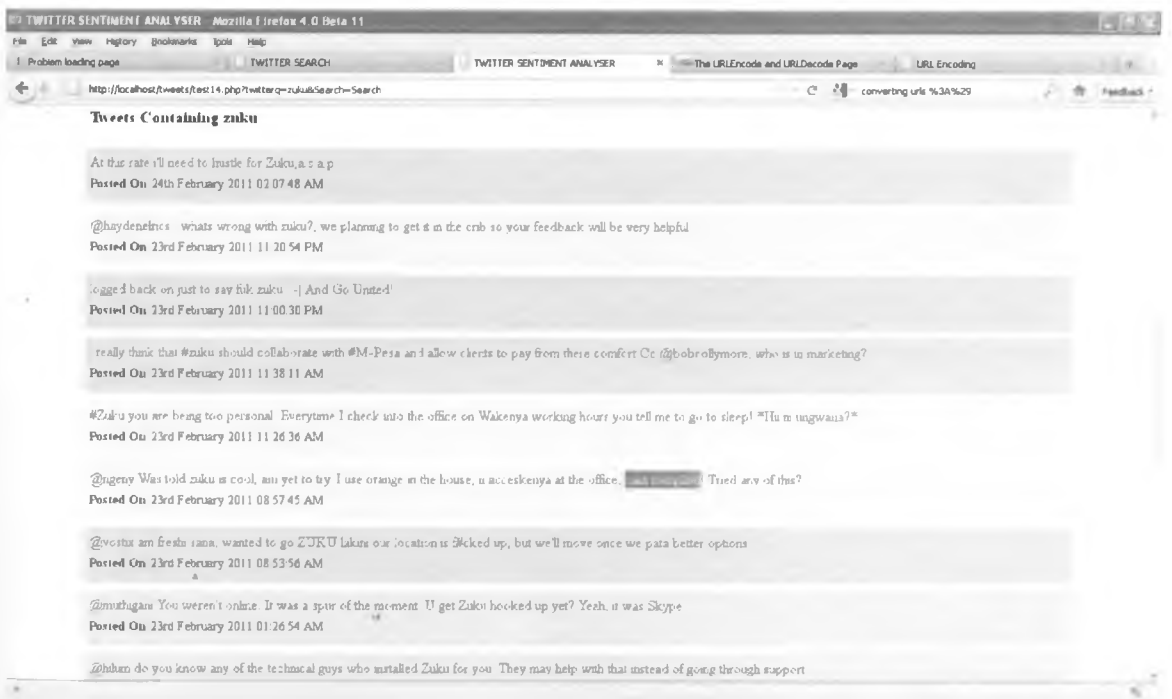 TWITTER SENTIMENT ANALYSER Mozilla Firefox 4.0 Beta 11
File Edit View History Bookmarks Tools Help
! Problem loading page TWITTER SEARCH TWITTER SENTIMENT ANALYSER × The URLEncode and URLDecode Page URL Encoding
http://localhost/tweets/test14.php?twitterq=zuku&Search=Search converting urls %3A%29 Feedback
Tweets Containing zuku
At this rate i'll need to hustle for Zuku,a.s.a.p
Posted On 24th February 2011 02 07 48 AM
whats wrong with zuku?, we planning to get it in the crib so your feedback will be very helpful
Posted On 23rd February 2011 11 20 54 PM
logged back on just to say fuk zuku :-| And Go United!
Posted On 23rd February 2011 11 00.30 PM
really think that #zuku should collaborate with #M-Pesa and allow clients to pay from there comfort Cc @bobrollymore, who is in marketing?
Posted On 23rd February 2011 11 38 11 AM
#Zuku you are being too personal. Everytime I check into the office on Wakenya working hours you tell me to go to sleep! *Hu m ungwana?*
Posted On 23rd February 2011 11 26 36 AM
@ngeny Was told zuku is cool, am yet to try. I use orange in the house, n acceskenya at the office, Tried any of this?
Posted On 23rd February 2011 08 57 45 AM
am freshi sana, wanted to go ZUKU lakini our location is f#cked up, but we'll move once we pata better options
Posted On 23rd February 2011 08 53 56 AM
@muthigani You weren't online. It was a spur of the moment. U get Zuku hooked up yet? Yeah, it was Skype
Posted On 23rd February 2011 01 26 54 AM
do you know any of the technical guys who installed Zuku for you. They may help with that instead of going through support